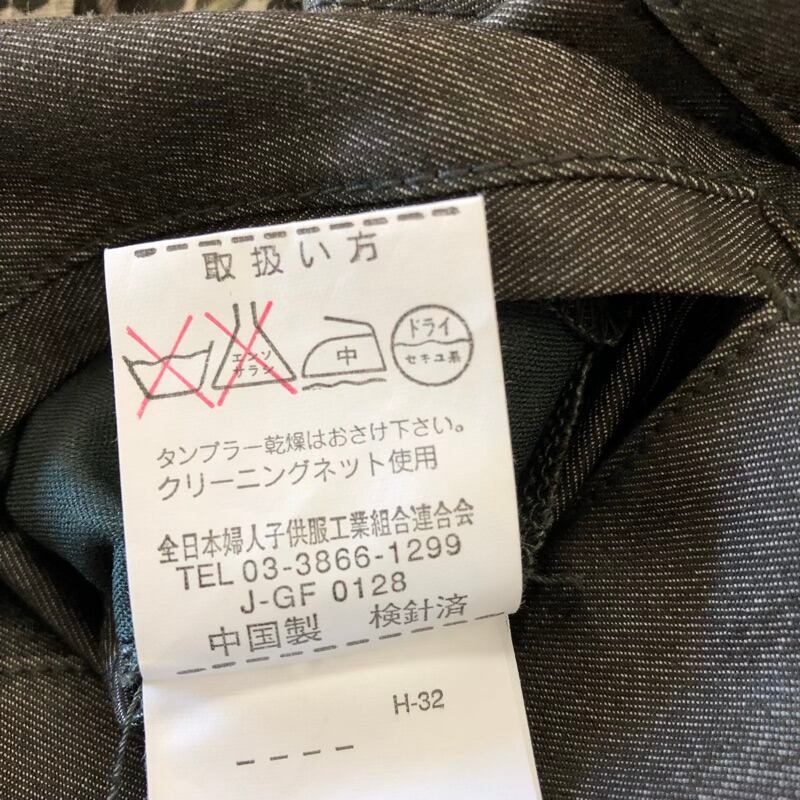 取扱い方
エンソ サラシ 中 ドライ セキユ系
タンブラー乾燥はおさけ下さい。
クリーニングネット使用
全日本婦人子供服工業組合連合会
TEL 03-3866-1299
J-GF 0128
中国製 検針済
H-32